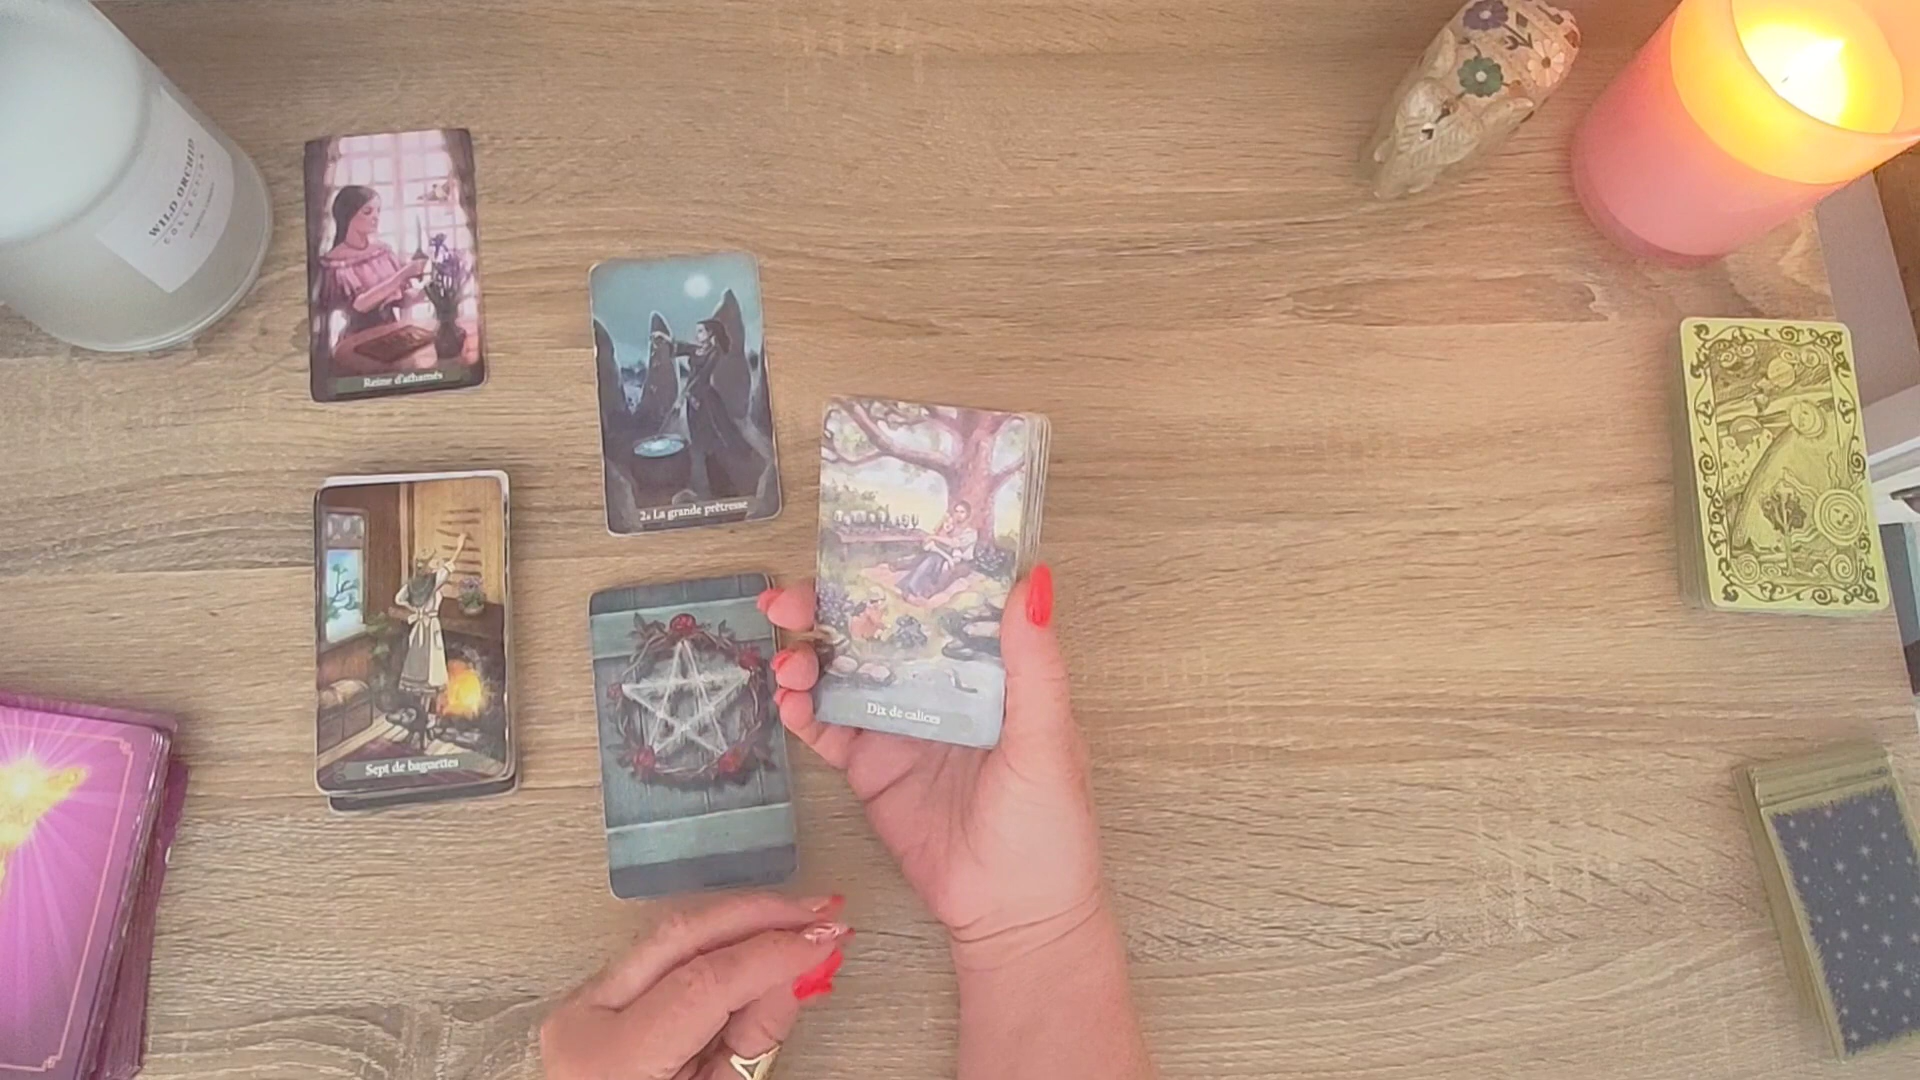 WILD ORCHID
COLLECTION
Reine d'athamés
2. La grande prêtresse
Sept de baguettes
Dix de calices